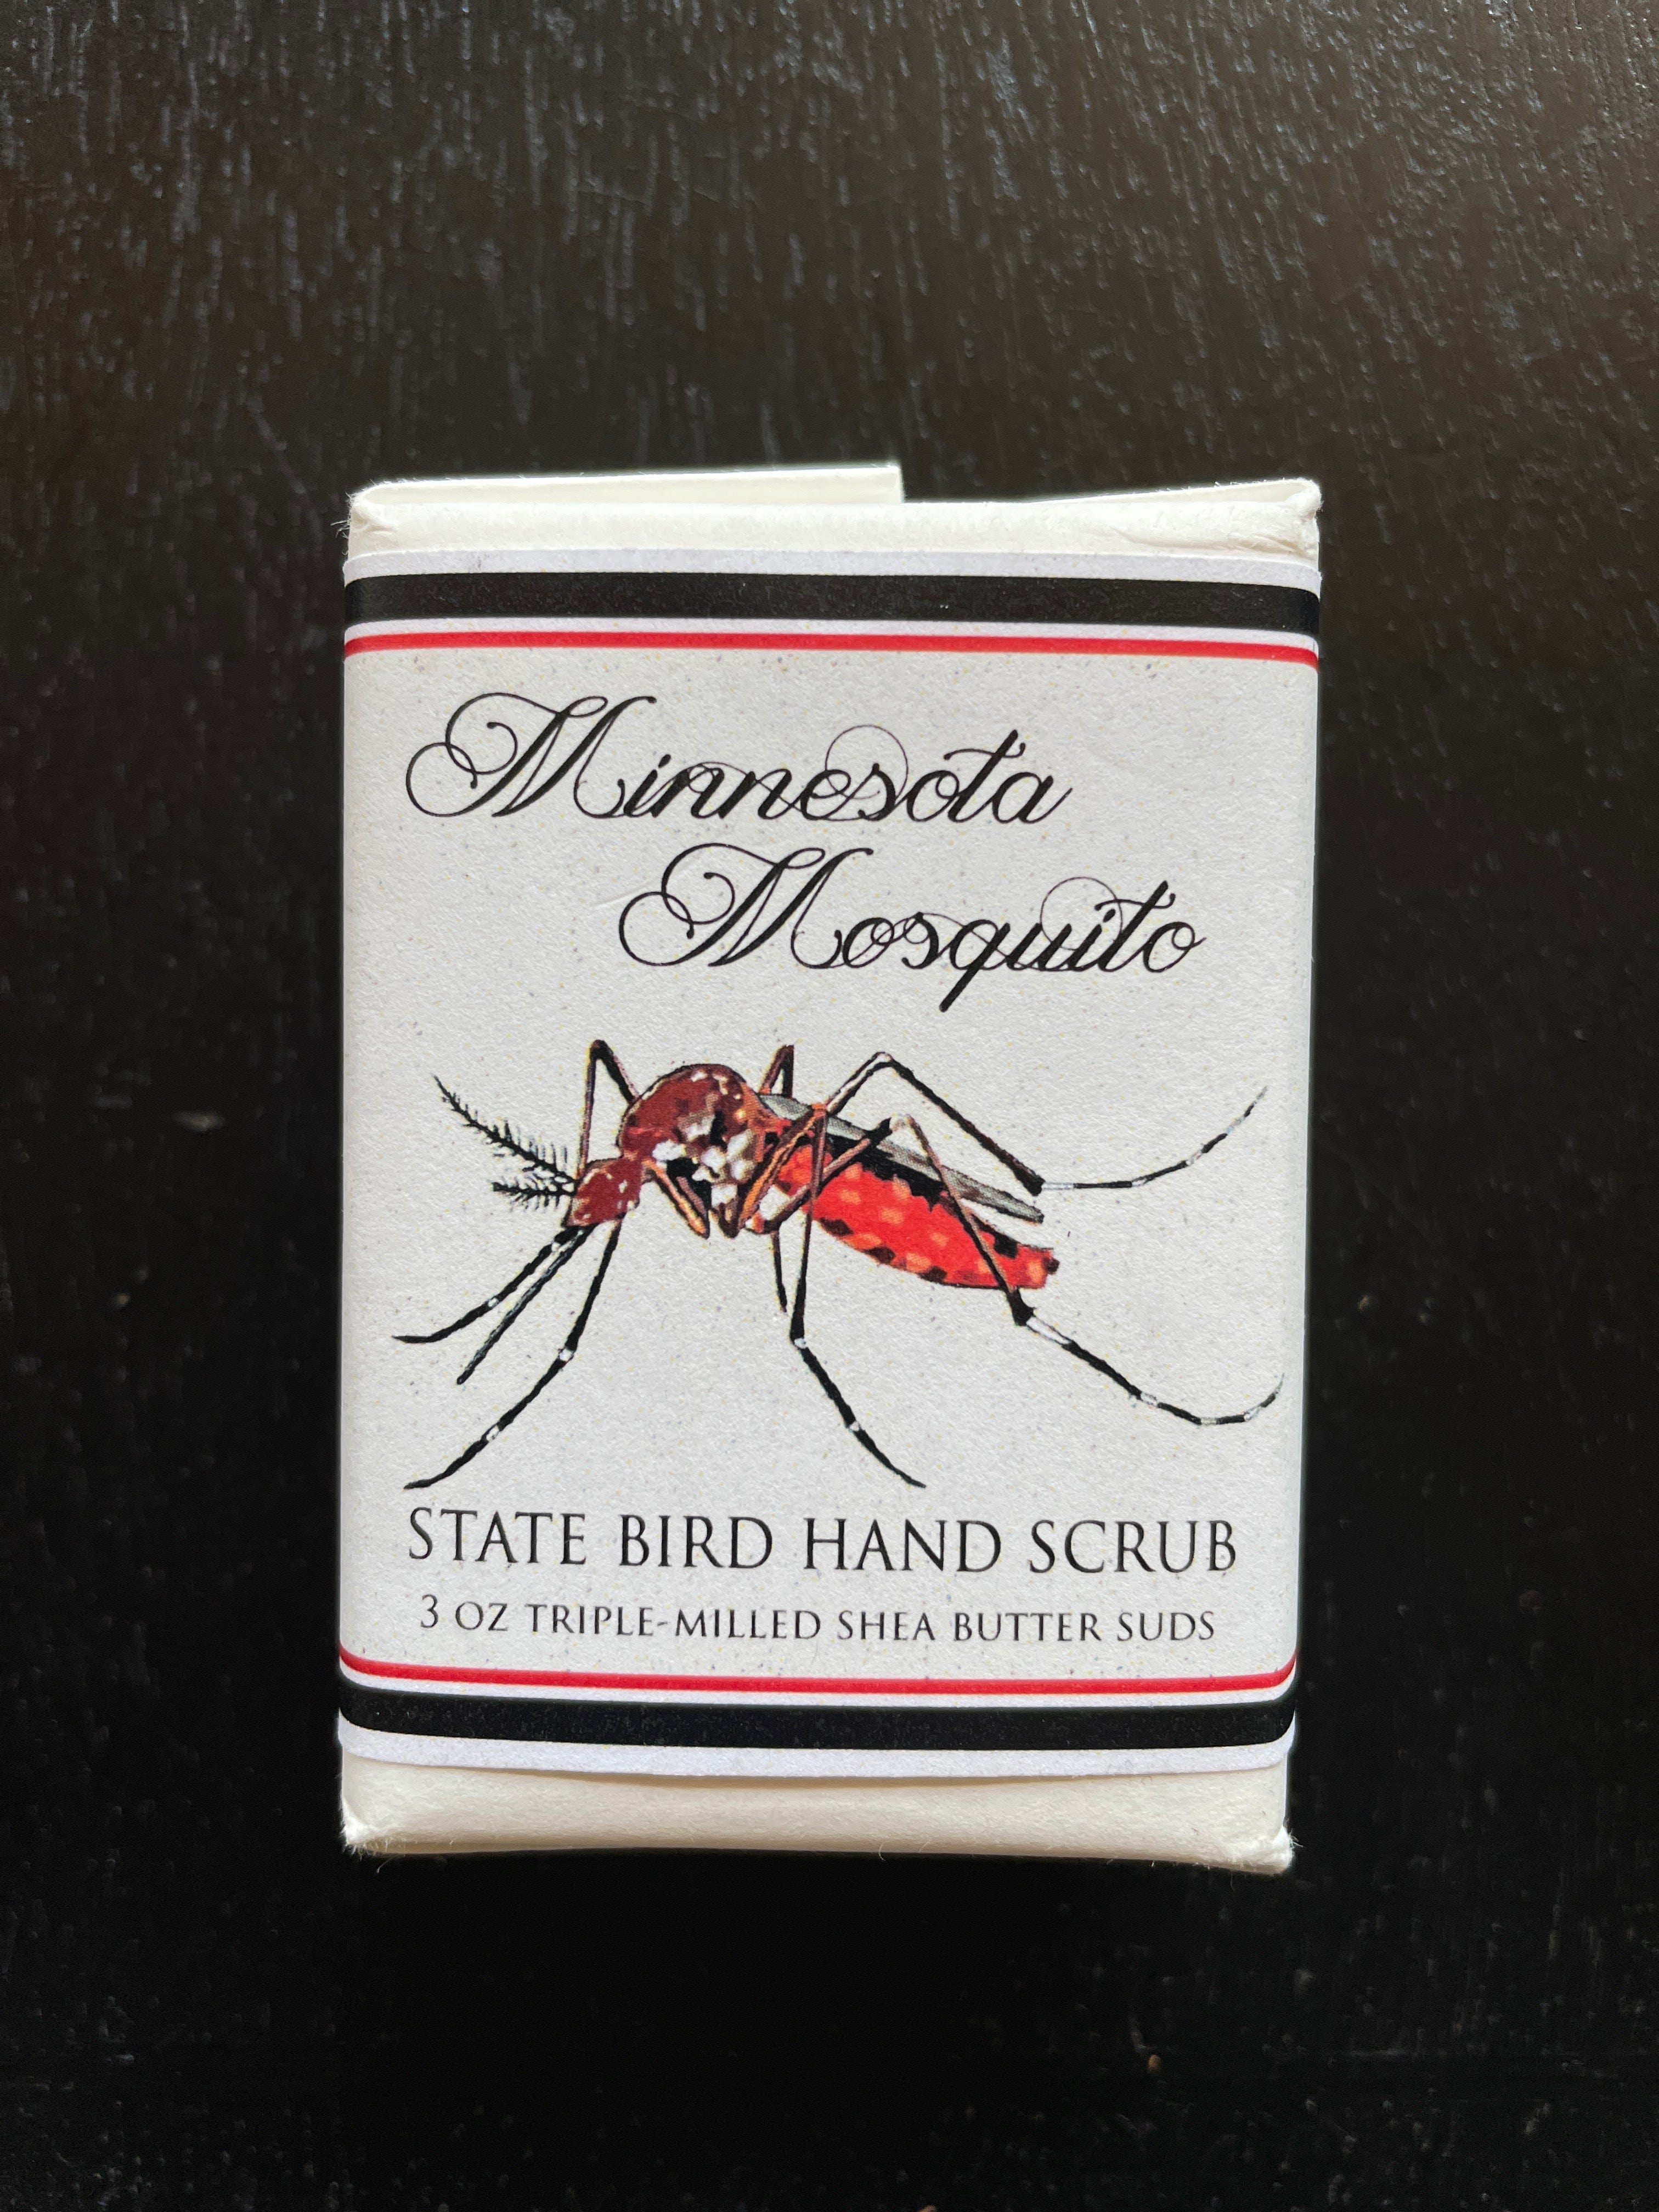 Minnesota
Mosquito
STATE BIRD HAND SCRUB
3 OZ TRIPLE-MILLED SHEA BUTTER SUDS